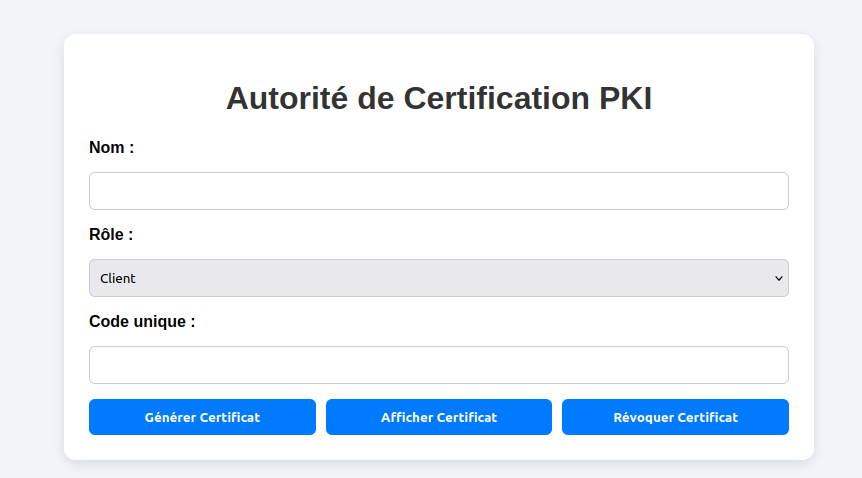 Autorité de Certification PKI
Nom :
Rôle :
Client
Code unique :
Générer Certificat Afficher Certificat Révoquer Certificat